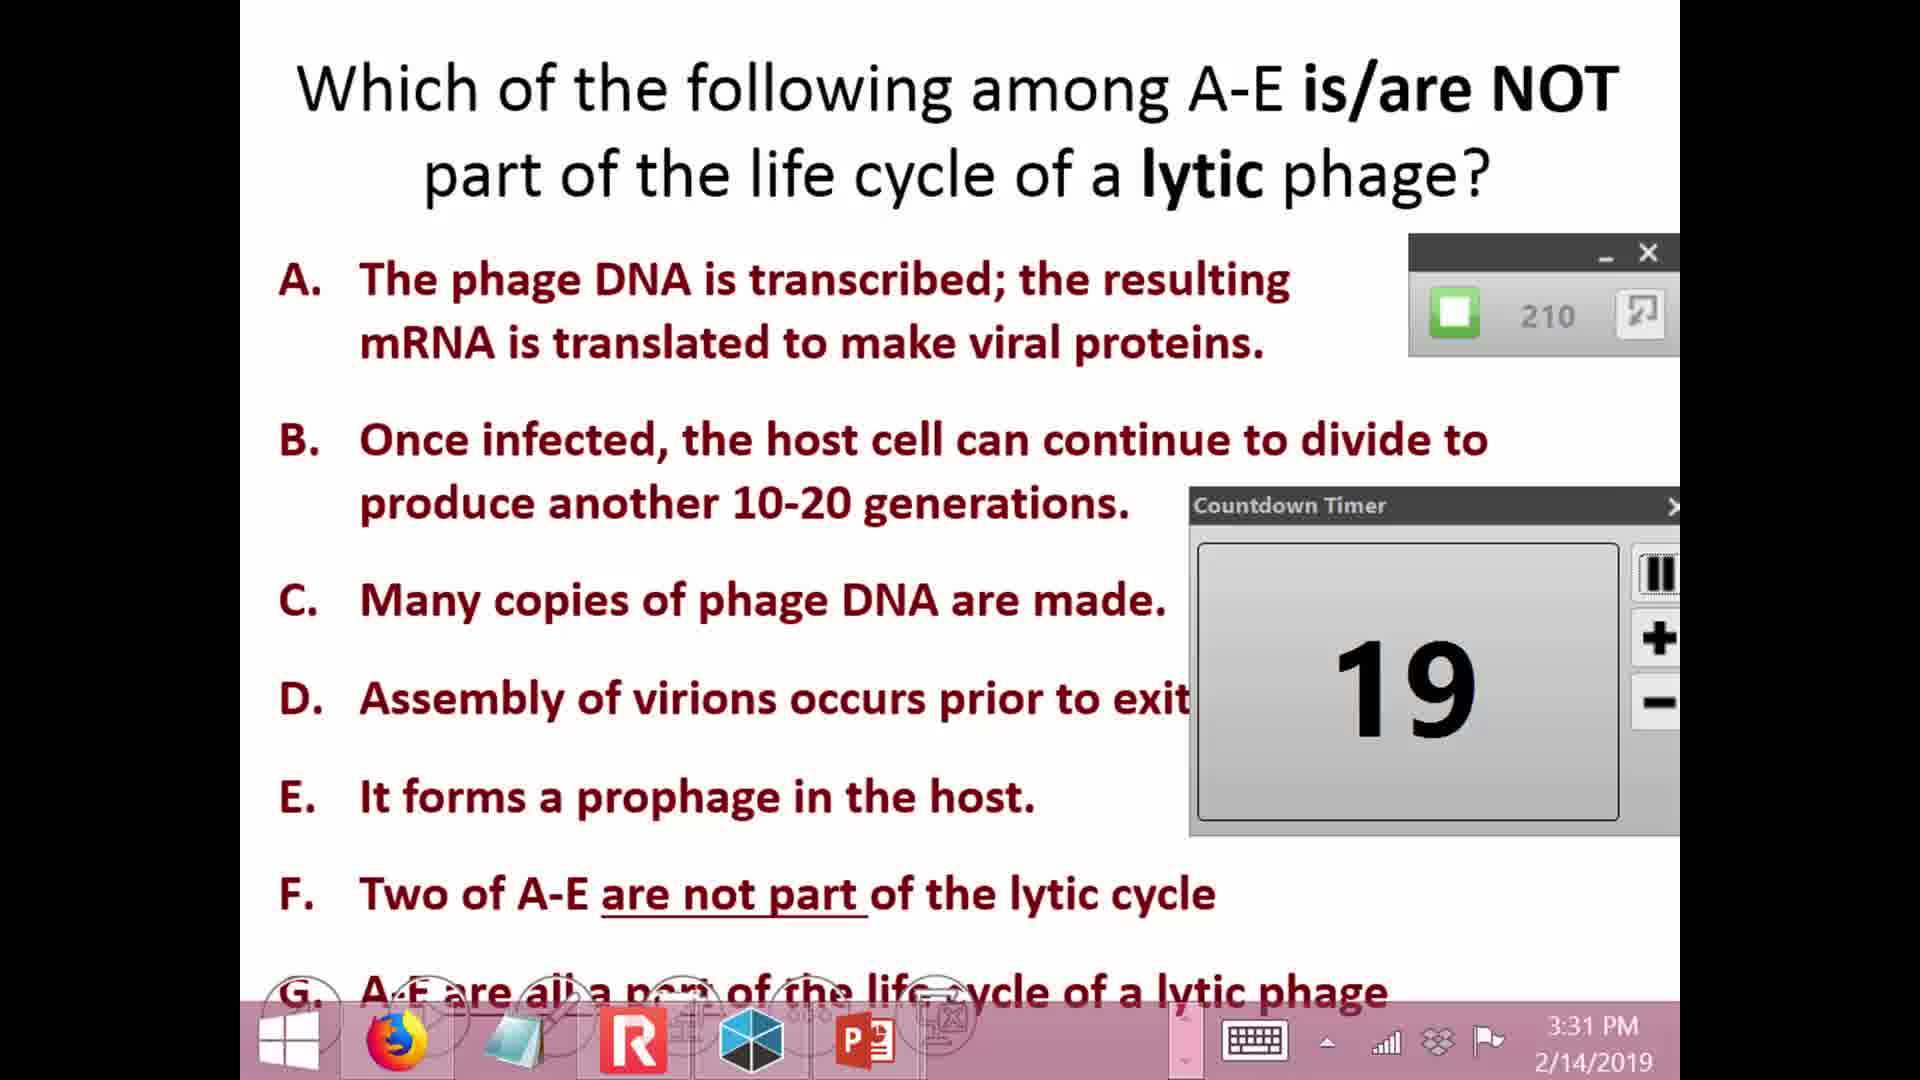 Which of the following among A-E is/are NOT
part of the life cycle of a lytic phage?
A. The phage DNA is transcribed; the resulting
mRNA is translated to make viral proteins.
210
B. Once infected, the host cell can continue to divide to
produce another 10-20 generations.
Countdown Timer
19
C. Many copies of phage DNA are made.
D. Assembly of virions occurs prior to exit
E. It forms a prophage in the host.
F. Two of A-E are not part of the lytic cycle
G. A-E are all a part of the life cycle of a lytic phage
3:31 PM
2/14/2019